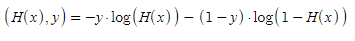 (H(x), y) = −y·log(H(x)) − (1−y)·log(1−H(x))